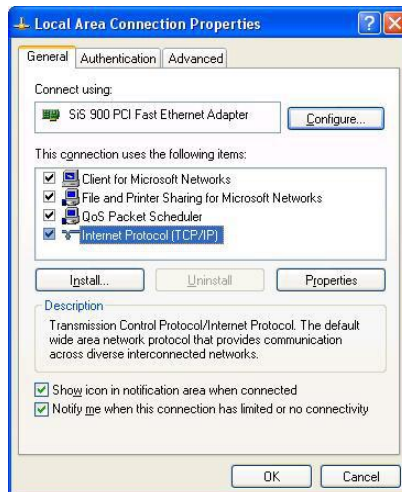 Local Area Connection Properties
General Authentication Advanced
Connect using:
SiS 900 PCI Fast Ethernet Adapter
Configure...
This connection uses the following items:
Client for Microsoft Networks
File and Printer Sharing for Microsoft Networks
QoS Packet Scheduler
Internet Protocol (TCP/IP)
Install... Uninstall Properties
Description
Transmission Control Protocol/Internet Protocol. The default
wide area network protocol that provides communication
across diverse interconnected networks.
Show icon in notification area when connected
Notify me when this connection has limited or no connectivity
OK Cancel